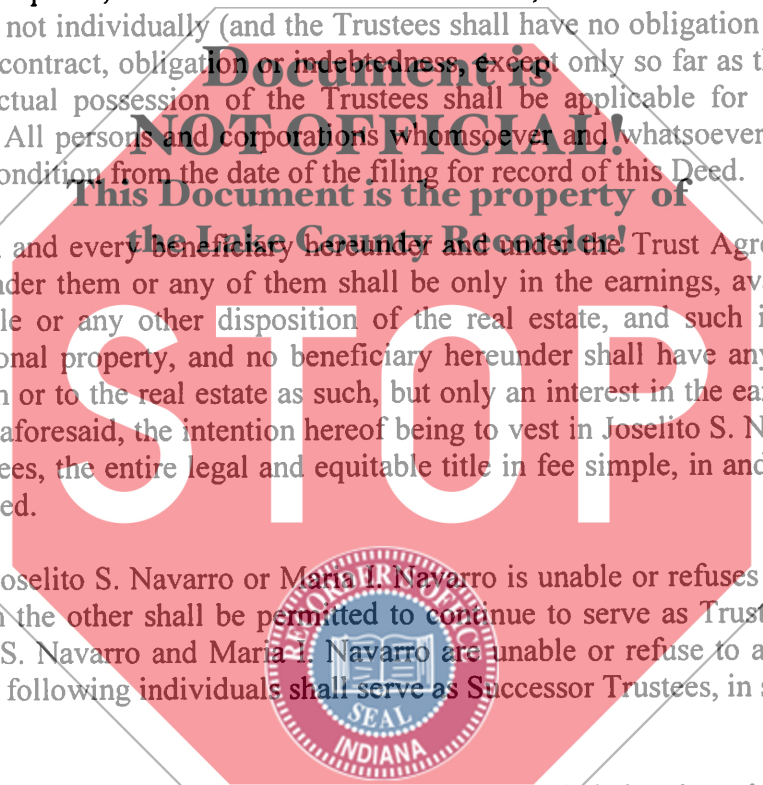 not individually (and the Trustees shall have no obligation
contract, obligation or indebtedness, except only so far as
Document is
ctual possession of the Trustees shall be applicable for
NOT OFFICIAL!
All persons and corporations whomsoever and whatsoever
ondition from the date of the filing for record of this Deed.
This Document is the property of
the Lake County Recorder!
and every beneficiary hereunder and under the Trust Agre
nder them or any of them shall be only in the earnings, av
le or any other disposition of the real estate, and such i
onal property, and no beneficiary hereunder shall have any
n or to the real estate as such, but only an interest in the ea
STOP
aforesaid, the intention hereof being to vest in Joselito S. N
ees, the entire legal and equitable title in fee simple, in and
ed.
oselito S. Navarro or Maria I. Navarro is unable or refuses
n the other shall be permitted to continue to serve as Trust
S. Navarro and Maria I. Navarro are unable or refuse to a
following individuals shall serve as Successor Trustees, in s
RECORDER'S OFFICE
SEAL
INDIANA